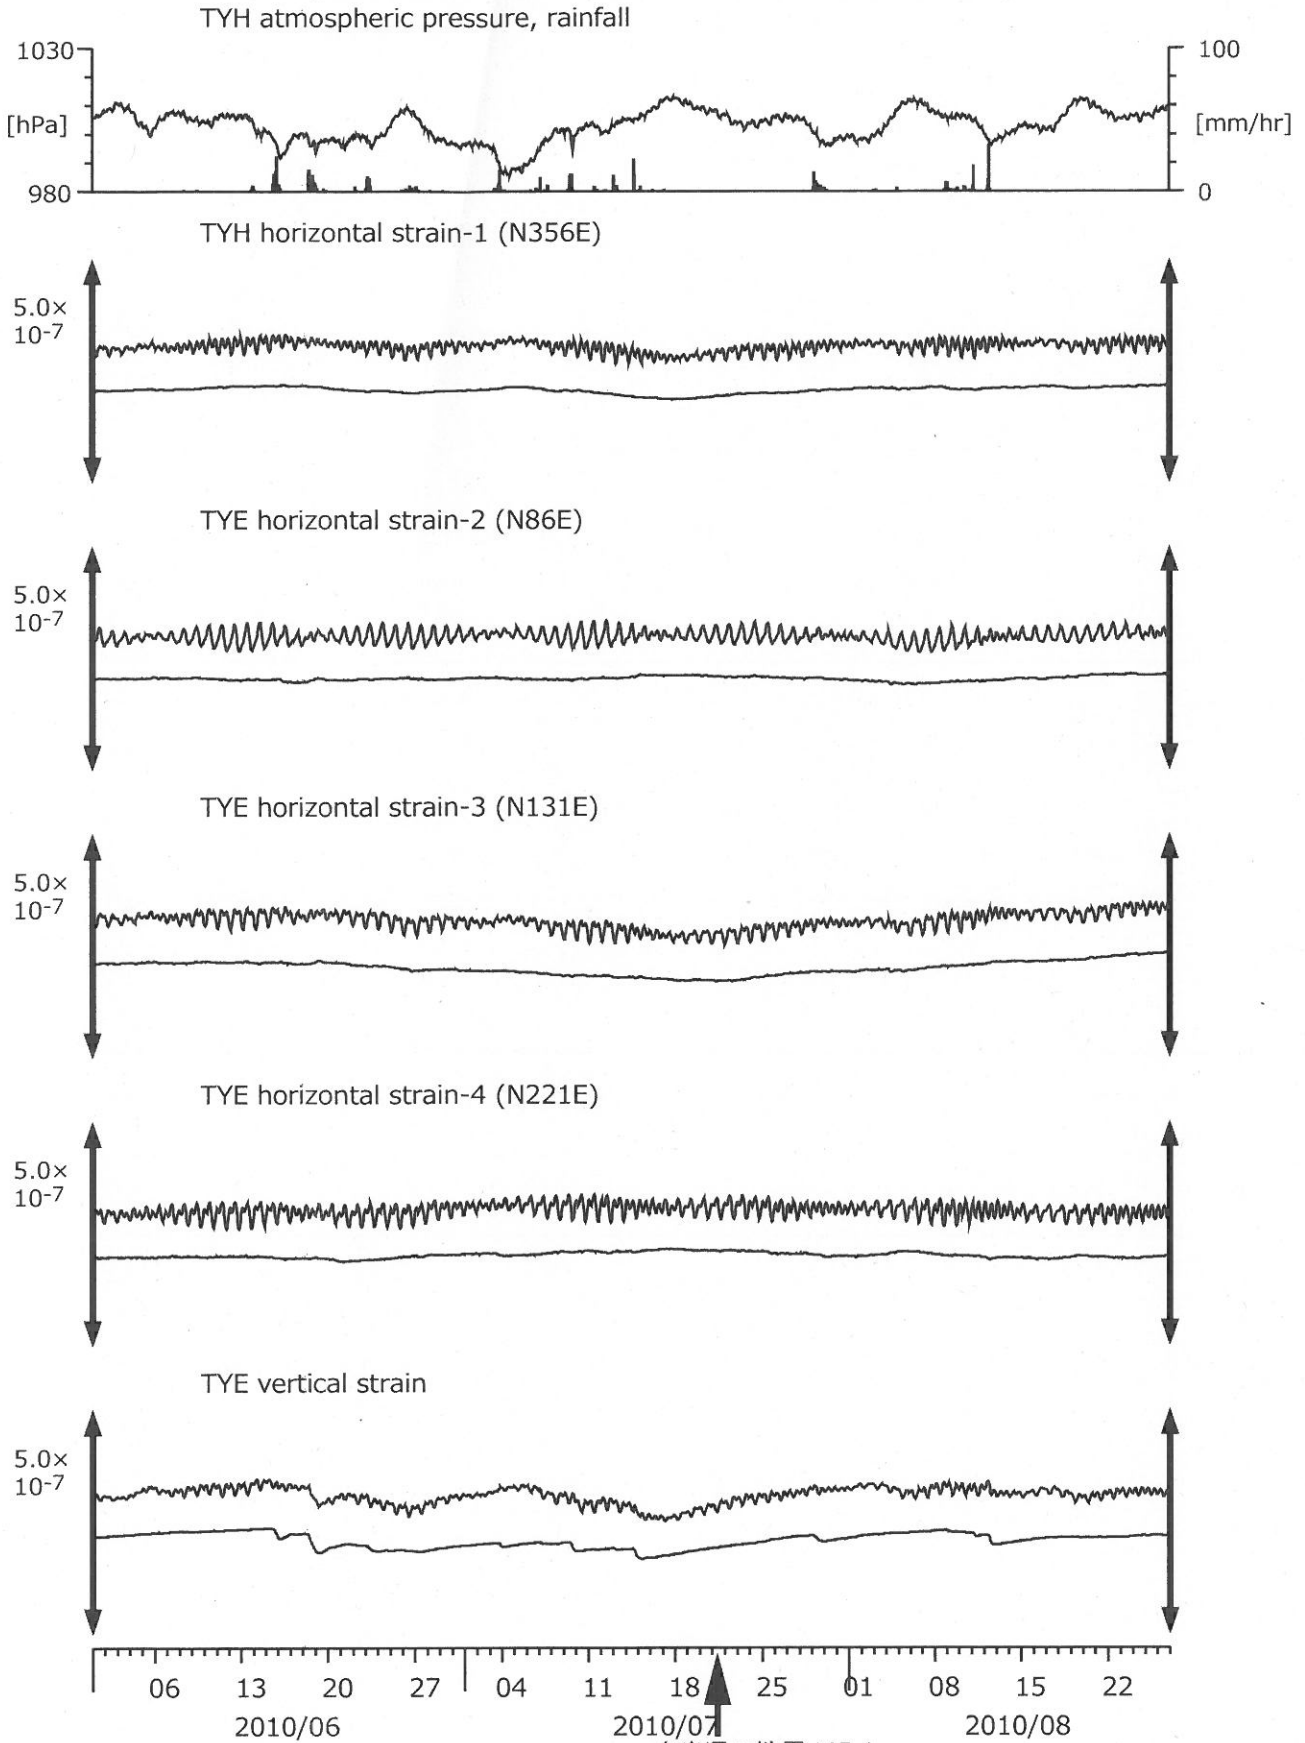 TYH atmospheric pressure, rainfall
1030
100
[hPa]
[mm/hr]
980
0
TYH horizontal strain-1 (N356E)
5.0×
10-7
TYE horizontal strain-2 (N86E)
5.0×
10-7
TYE horizontal strain-3 (N131E)
5.0×
10-7
TYE horizontal strain-4 (N221E)
5.0×
10-7
TYE vertical strain
5.0×
10-7
06 13 20 27 04 11 18 25 01 08 15 22
2010/06 2010/07 2010/08